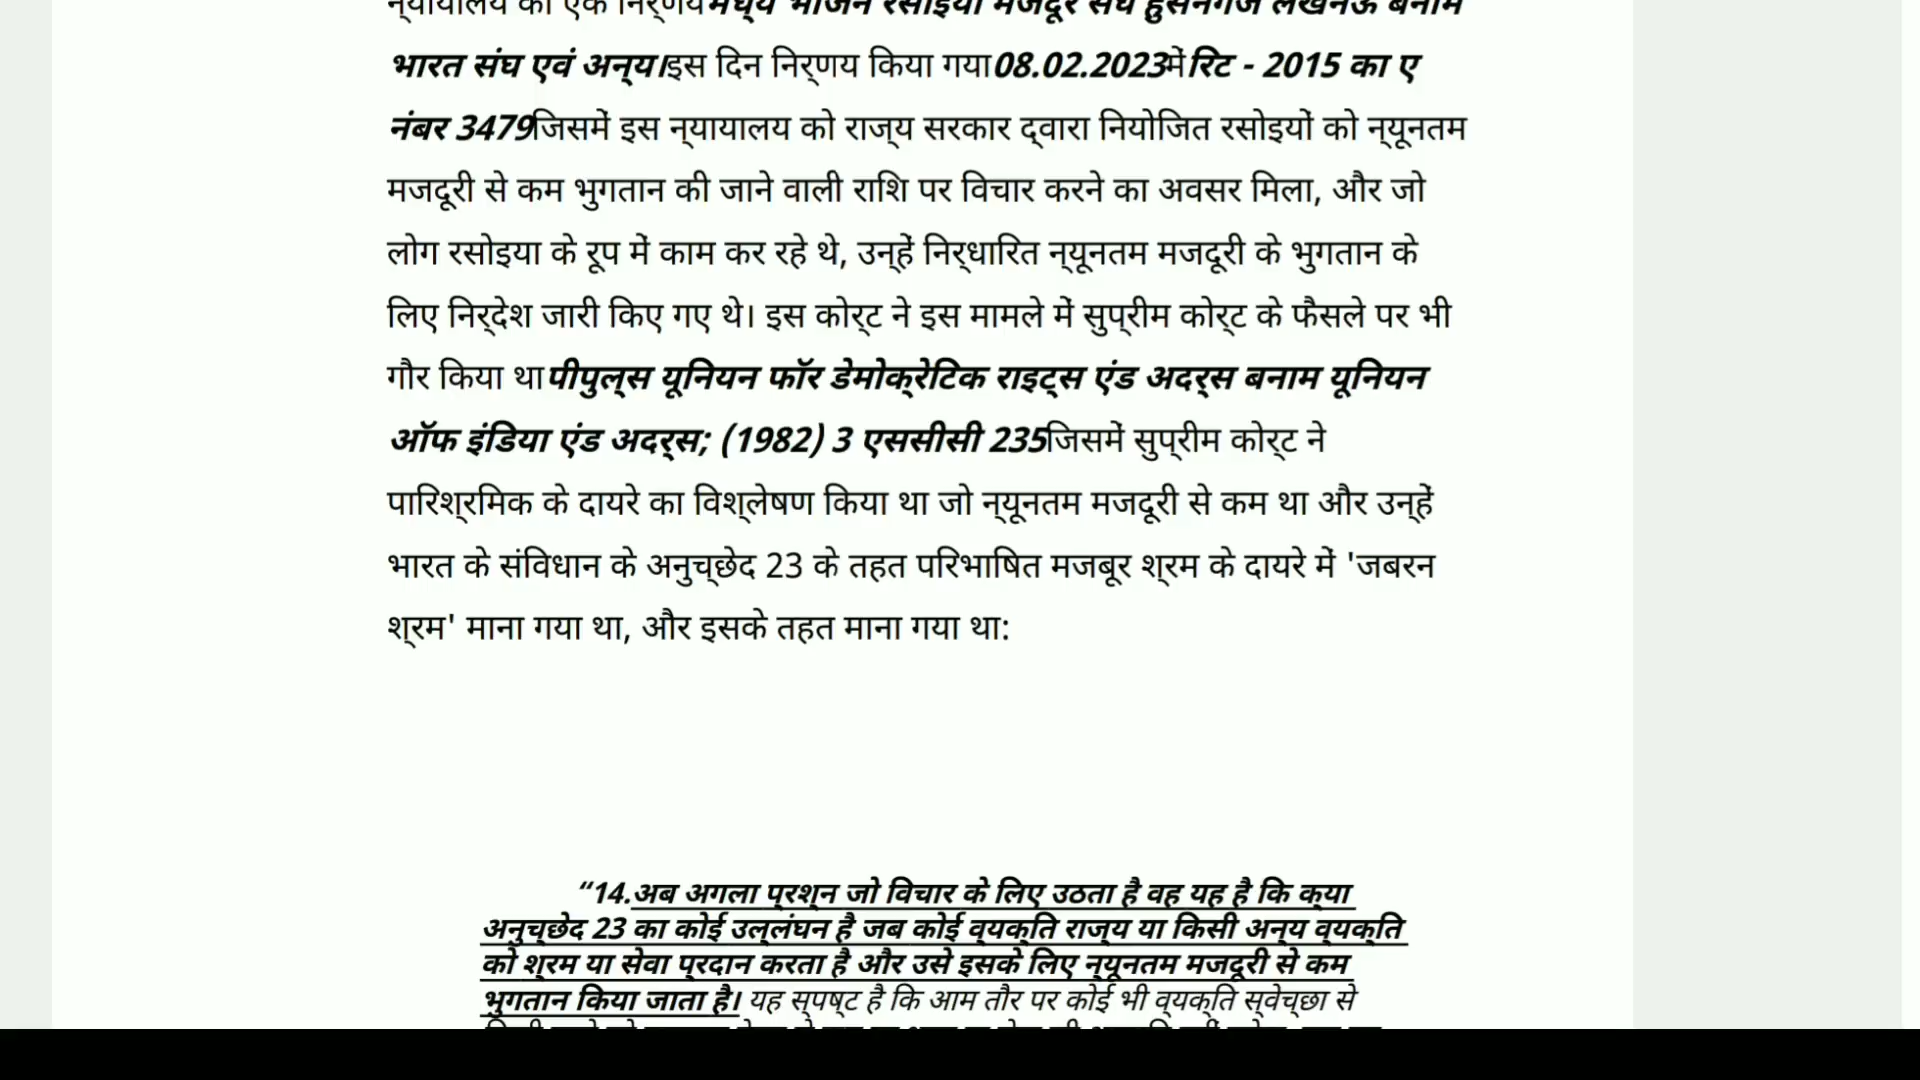 न्यायालय का एक निर्णय मध्य भोजन रसोइया मजदूर संघ हुसैनगंज लखनऊ बनाम
भारत संघ एवं अन्य।इस दिन निर्णय किया गया08.02.2023मेंरिट - 2015 का ए
नंबर 3479जिसमें इस न्यायालय को राज्य सरकार द्वारा नियोजित रसोइयों को न्यूनतम
मजदूरी से कम भुगतान की जाने वाली राशि पर विचार करने का अवसर मिला, और जो
लोग रसोइया के रूप में काम कर रहे थे, उन्हें निर्धारित न्यूनतम मजदूरी के भुगतान के
लिए निर्देश जारी किए गए थे। इस कोर्ट ने इस मामले में सुप्रीम कोर्ट के फैसले पर भी
गौर किया थापीपुल्स यूनियन फॉर डेमोक्रेटिक राइट्स एंड अदर्स बनाम यूनियन
ऑफ इंडिया एंड अदर्स; (1982) 3 एससीसी 235जिसमें सुप्रीम कोर्ट ने
पारिश्रमिक के दायरे का विश्लेषण किया था जो न्यूनतम मजदूरी से कम था और उन्हें
भारत के संविधान के अनुच्छेद 23 के तहत परिभाषित मजबूर श्रम के दायरे में 'जबरन
श्रम' माना गया था, और इसके तहत माना गया था:
“14.अब अगला प्रश्न जो विचार के लिए उठता है वह यह है कि क्या
अनुच्छेद 23 का कोई उल्लंघन है जब कोई व्यक्ति राज्य या किसी अन्य व्यक्ति
को श्रम या सेवा प्रदान करता है और उसे इसके लिए न्यूनतम मजदूरी से कम
भुगतान किया जाता है। यह स्पष्ट है कि आम तौर पर कोई भी व्यक्ति स्वेच्छा से